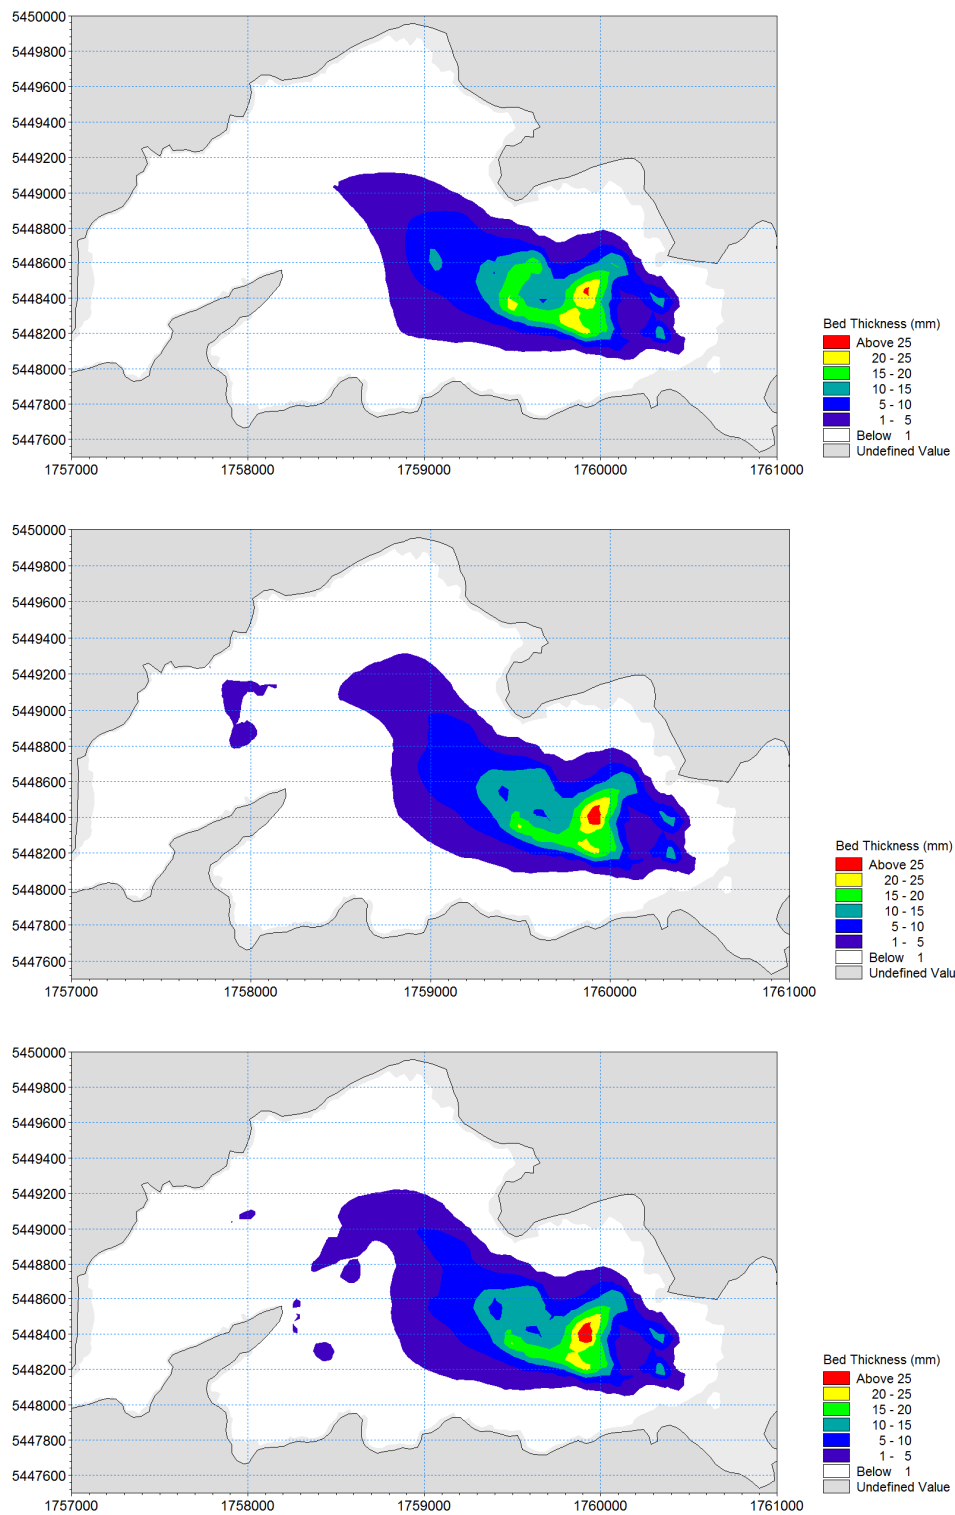 5450000
5449800
5449600
5449400
5449200
5449000
5448800
5448600
5448400
5448200
5448000
5447800
5447600
1757000 1758000 1759000 1760000 1761000
Bed Thickness (mm)
Above 25
20 - 25
15 - 20
10 - 15
5 - 10
1 - 5
Below 1
Undefined Value
5450000
5449800
5449600
5449400
5449200
5449000
5448800
5448600
5448400
5448200
5448000
5447800
5447600
1757000 1758000 1759000 1760000 1761000
Bed Thickness (mm)
Above 25
20 - 25
15 - 20
10 - 15
5 - 10
1 - 5
Below 1
Undefined Valu
5450000
5449800
5449600
5449400
5449200
5449000
5448800
5448600
5448400
5448200
5448000
5447800
5447600
1757000 1758000 1759000 1760000 1761000
Bed Thickness (mm)
Above 25
20 - 25
15 - 20
10 - 15
5 - 10
1 - 5
Below 1
Undefined Value